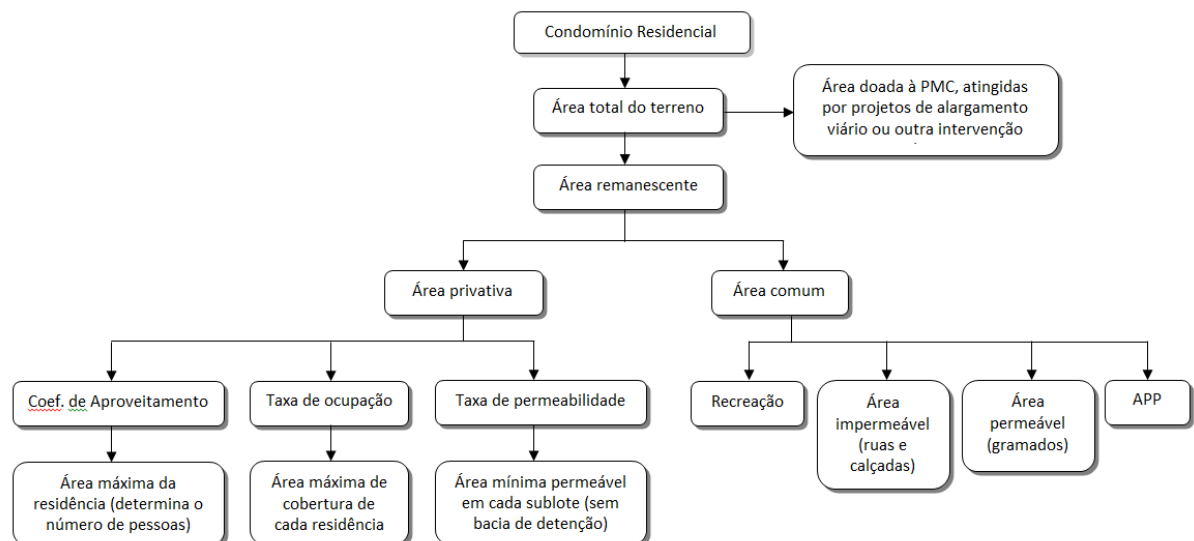 Condomínio Residencial
Área total do terreno
Área doada à PMC, atingidas
por projetos de alargamento
viário ou outra intervenção
Área remanescente
Área privativa
Área comum
Coef. de Aproveitamento
Taxa de ocupação
Taxa de permeabilidade
Recreação
Área
impermeável
(ruas e
calçadas)
Área
permeável
(gramados)
APP
Área máxima da
residência (determina o
número de pessoas)
Área máxima de
cobertura de
cada residência
Área mínima permeável
em cada sublote (sem
bacia de detenção)